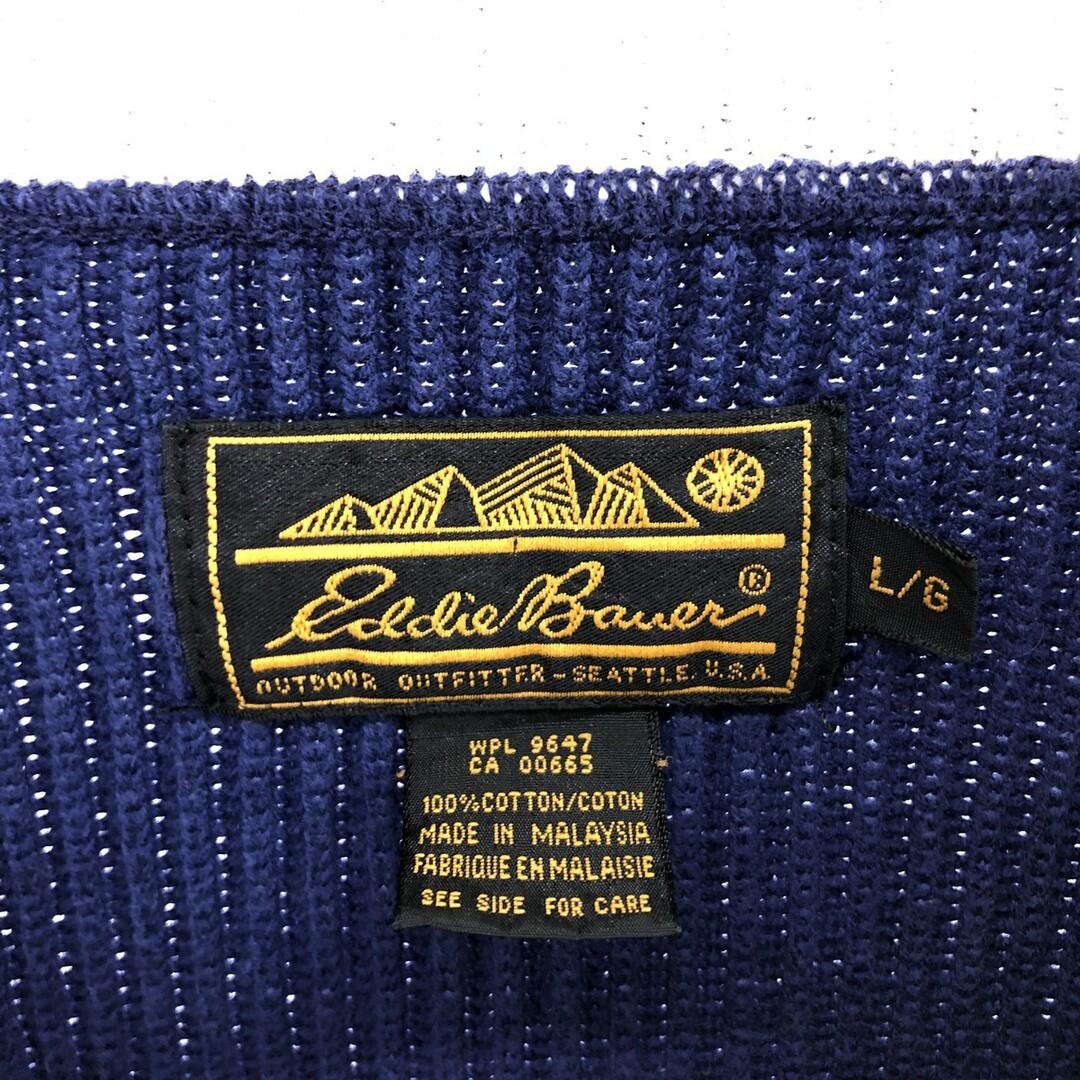 Eddie Bauer®
OUTDOOR OUTFITTER-SEATTLE, U.S.A.
L/G
WPL 9647
CA 00665
100% COTTON/COTON
MADE IN MALAYSIA
FABRIQUE EN MALAISIE
SEE SIDE FOR CARE